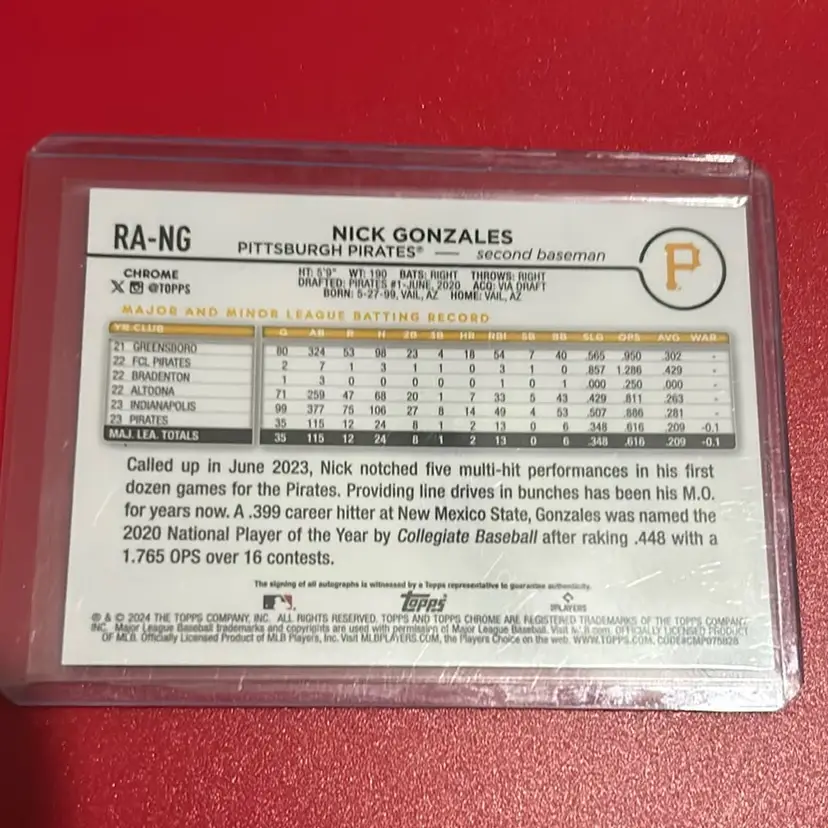 RA-NG
NICK GONZALES
PITTSBURGH PIRATES® — second baseman
P
CHROME
X @TOPPS
HT: 5'9" WT: 190 BATS: RIGHT THROWS: RIGHT
DRAFTED: PIRATES #1-JUNE, 2020 ACQ: VIA DRAFT
BORN: 5-27-99, VAIL, AZ HOME: VAIL, AZ
MAJOR AND MINOR LEAGUE BATTING RECORD
YR CLUB G AB R H 2B 3B HR RBI SB BB SLG OPS AVG WAR
21 GREENSBORO 80 324 53 98 23 4 18 54 7 40 .565 .950 .302 -
22 FCL PIRATES 2 7 1 3 1 1 0 3 1 0 .857 1.286 .429 -
22 BRADENTON 1 3 0 0 0 0 0 1 0 1 .000 .250 .000 -
22 ALTOONA 71 259 47 68 20 1 7 33 5 43 .429 .811 .263 -
23 INDIANAPOLIS 99 377 75 106 27 8 14 49 4 53 .507 .886 .281 -
23 PIRATES 35 115 12 24 8 1 2 13 0 6 .348 .616 .209 -0.1
MAJ. LEA. TOTALS 35 115 12 24 8 1 2 13 0 6 .348 .616 .209 -0.1
Called up in June 2023, Nick notched five multi-hit performances in his first
dozen games for the Pirates. Providing line drives in bunches has been his M.O.
for years now. A .399 career hitter at New Mexico State, Gonzales was named the
2020 National Player of the Year by Collegiate Baseball after raking .448 with a
1.765 OPS over 16 contests.
The signing of all autographs is witnessed by a Topps representative to guarantee authenticity.
Topps
PLAYERS
® & © 2024 THE TOPPS COMPANY, INC. ALL RIGHTS RESERVED. TOPPS AND TOPPS CHROME ARE REGISTERED TRADEMARKS OF THE TOPPS COMPANY,
INC. Major League Baseball trademarks and copyrights are used with permission of Major League Baseball. Visit MLB.com. OFFICIALLY LICENSED PRODUCT
OF MLB. Officially Licensed Product of MLB Players, Inc. Visit MLBPLAYERS.COM, the Players Choice on the web. WWW.TOPPS.COM. CODE#CMP075828